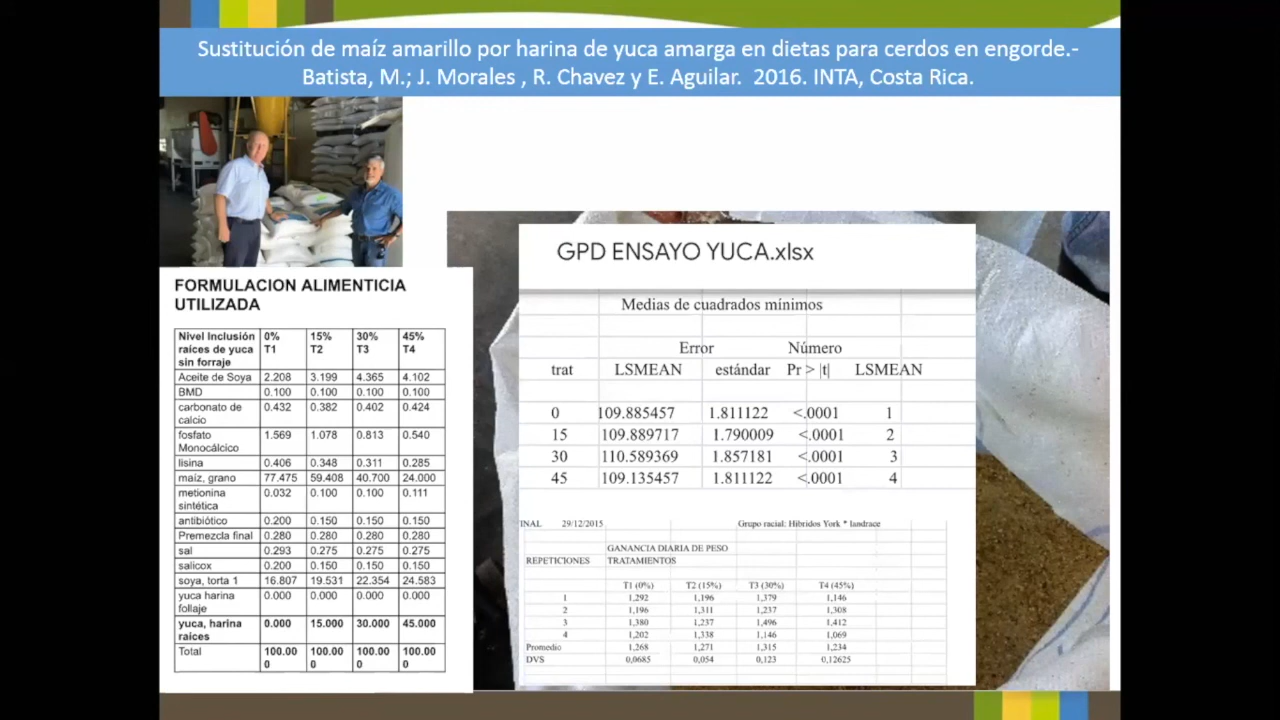 Sustitución de maíz amarillo por harina de yuca amarga en dietas para cerdos en engorde.-
Batista, M.; J. Morales , R. Chavez y E. Aguilar. 2016. INTA, Costa Rica.
FORMULACION ALIMENTICIA
UTILIZADA
Nivel Inclusión raíces de yuca sin forraje 0% T1 15% T2 30% T3 45% T4
Aceite de Soya 2.208 3.199 4.365 4.102
BMD 0.100 0.100 0.100 0.100
carbonato de calcio 0.432 0.382 0.402 0.424
fosfato Monocálcico 1.569 1.078 0.813 0.540
lisina 0.406 0.348 0.311 0.285
maíz, grano 77.475 59.408 40.700 24.000
metionina sintética 0.032 0.100 0.100 0.111
antibiótico 0.200 0.150 0.150 0.150
Premezcla final 0.280 0.280 0.280 0.280
sal 0.293 0.275 0.275 0.275
salicox 0.200 0.150 0.150 0.150
soya, torta 1 16.807 19.531 22.354 24.583
yuca harina follaje 0.000 0.000 0.000 0.000
yuca, harina raíces 0.000 15.000 30.000 45.000
Total 100.000 100.000 100.000 100.000
GPD ENSAYO YUCA.xlsx
Medias de cuadrados mínimos
Error Número
trat LSMEAN estándar Pr > |t| LSMEAN
0 109.885457 1.811122 <.0001 1
15 109.889717 1.790009 <.0001 2
30 110.589369 1.857181 <.0001 3
45 109.135457 1.811122 <.0001 4
INAL 29/12/2015 Grupo racial: Hibridos York * landrace
GANANCIA DIARIA DE PESO
REPETICIONES TRATAMIENTOS
T1 (0%) T2 (15%) T3 (30%) T4 (45%)
1 1,292 1,196 1,379 1,146
2 1,196 1,311 1,237 1,308
3 1,380 1,237 1,496 1,412
4 1,202 1,338 1,146 1,069
Promedio 1,268 1,271 1,315 1,234
DVS 0,0685 0,054 0,123 0,12625